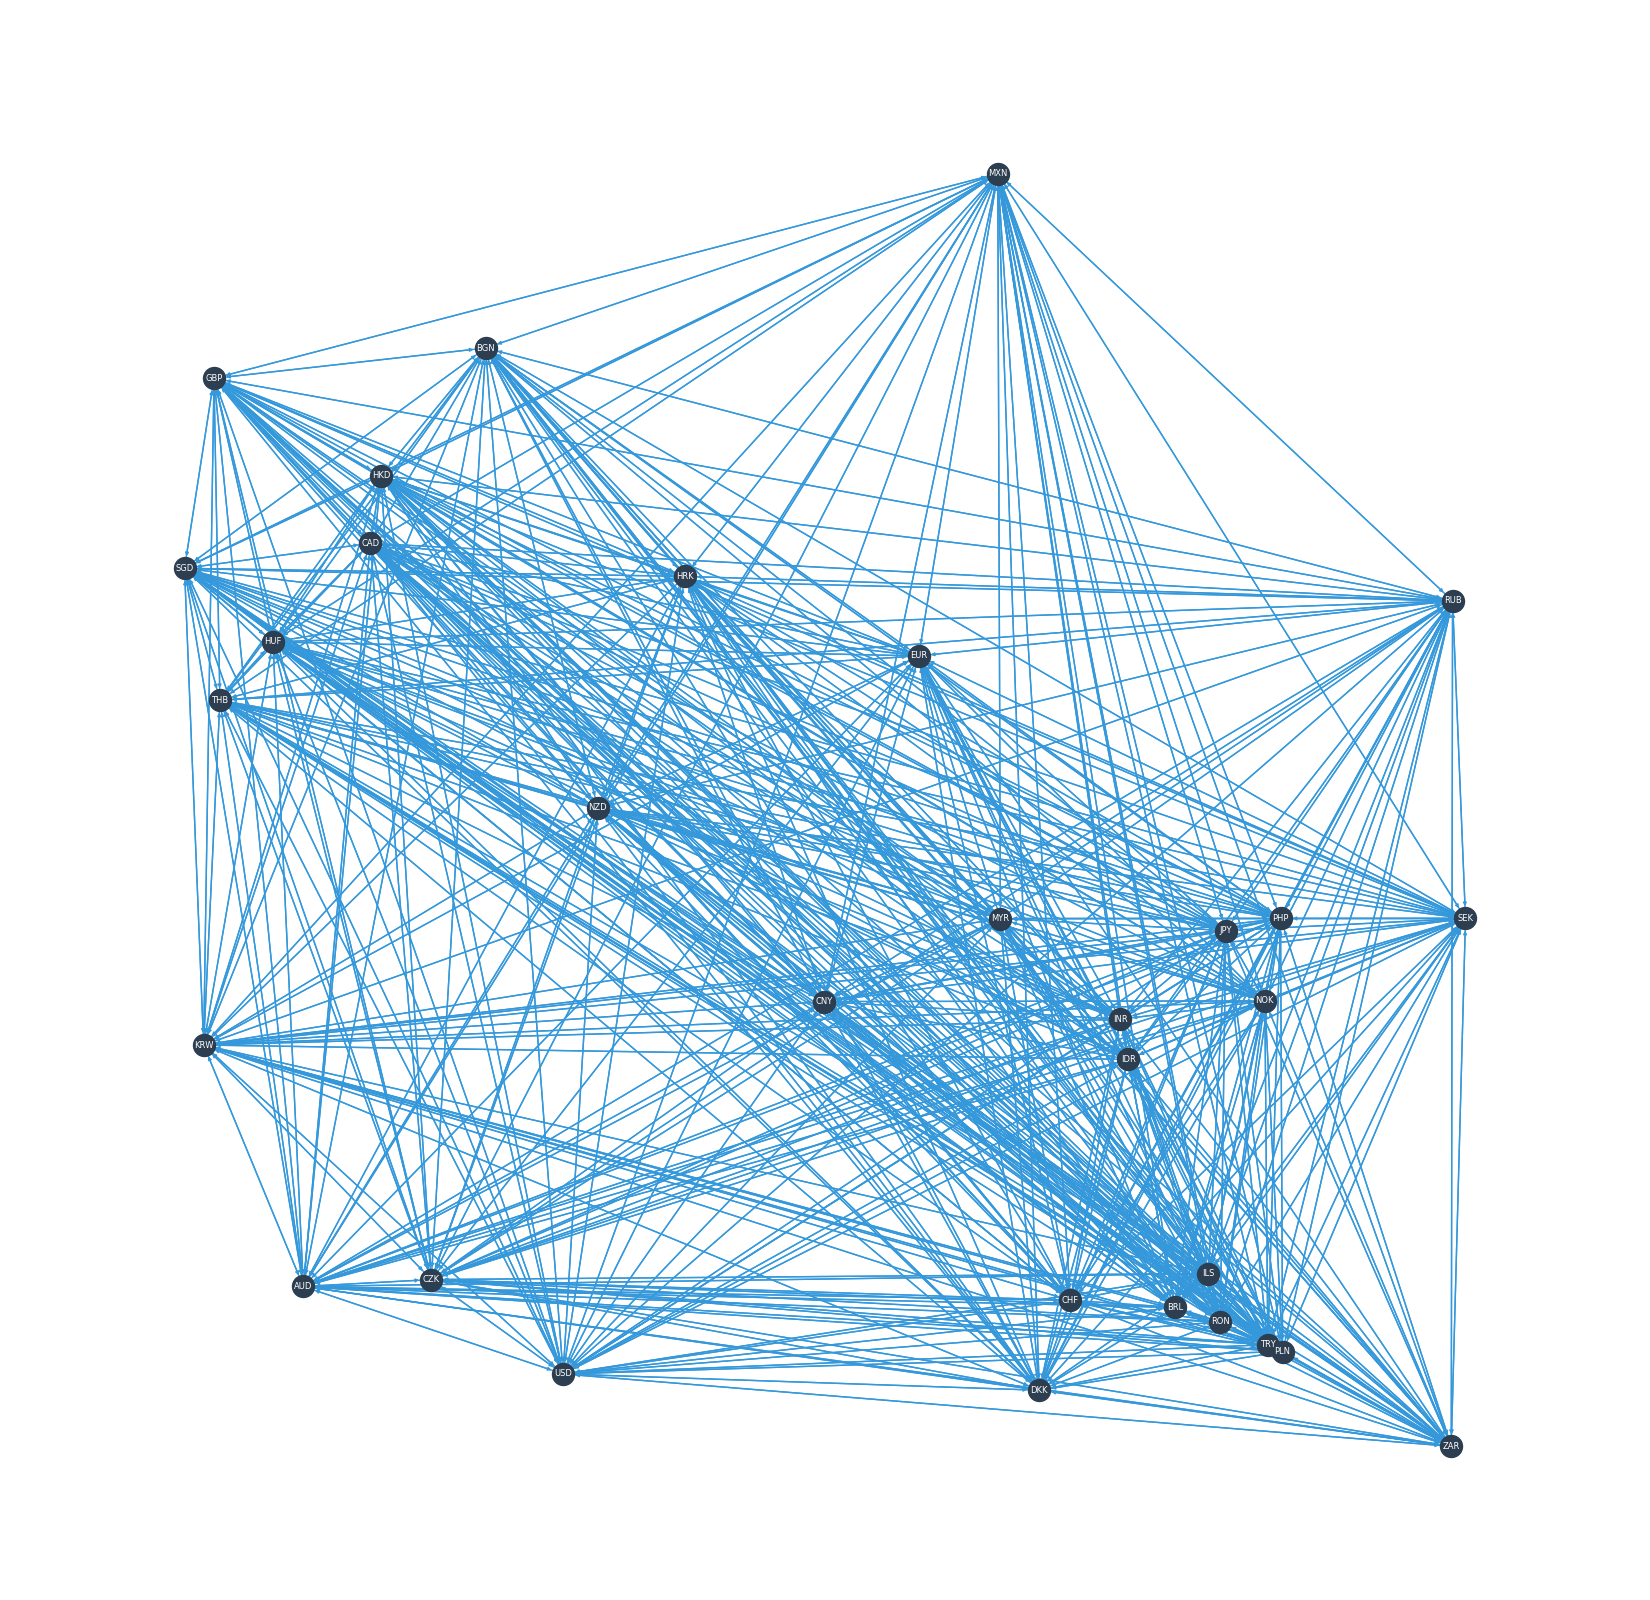 MXN
BGN
GBP
HKD
CAD
SGD
HRK
RUB
HUF
EUR
THB
NZD
MYR
PHP
SEK
JPY
CNY
NOK
INR
KRW
IDR
ILS
CZK
AUD
CHF
BRL
RON
TRY
PLN
USD
DKK
ZAR